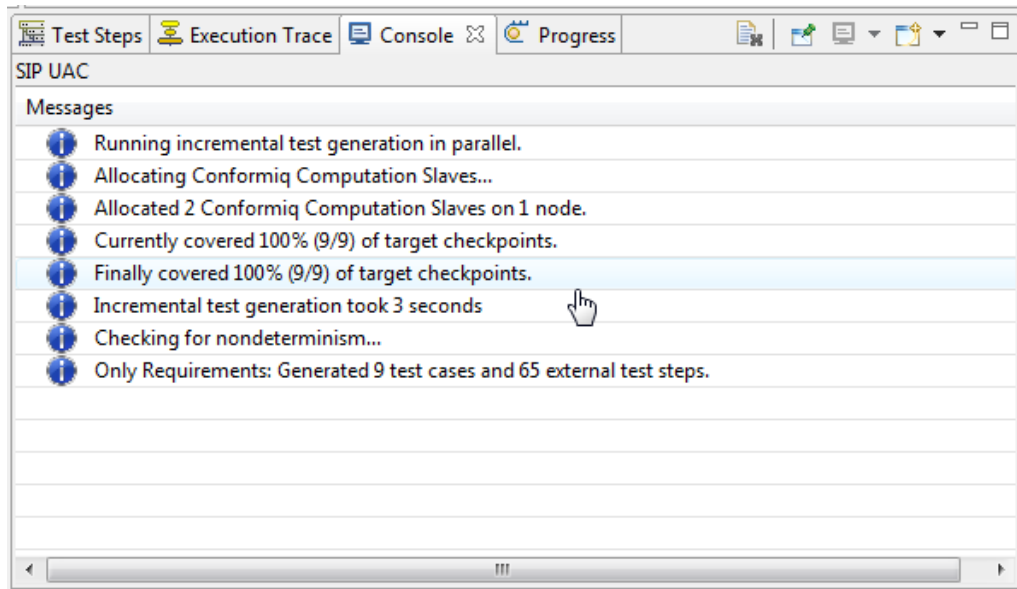 Test Steps Execution Trace Console Progress
SIP UAC
Messages
Running incremental test generation in parallel.
Allocating Conformiq Computation Slaves...
Allocated 2 Conformiq Computation Slaves on 1 node.
Currently covered 100% (9/9) of target checkpoints.
Finally covered 100% (9/9) of target checkpoints.
Incremental test generation took 3 seconds
Checking for nondeterminism...
Only Requirements: Generated 9 test cases and 65 external test steps.